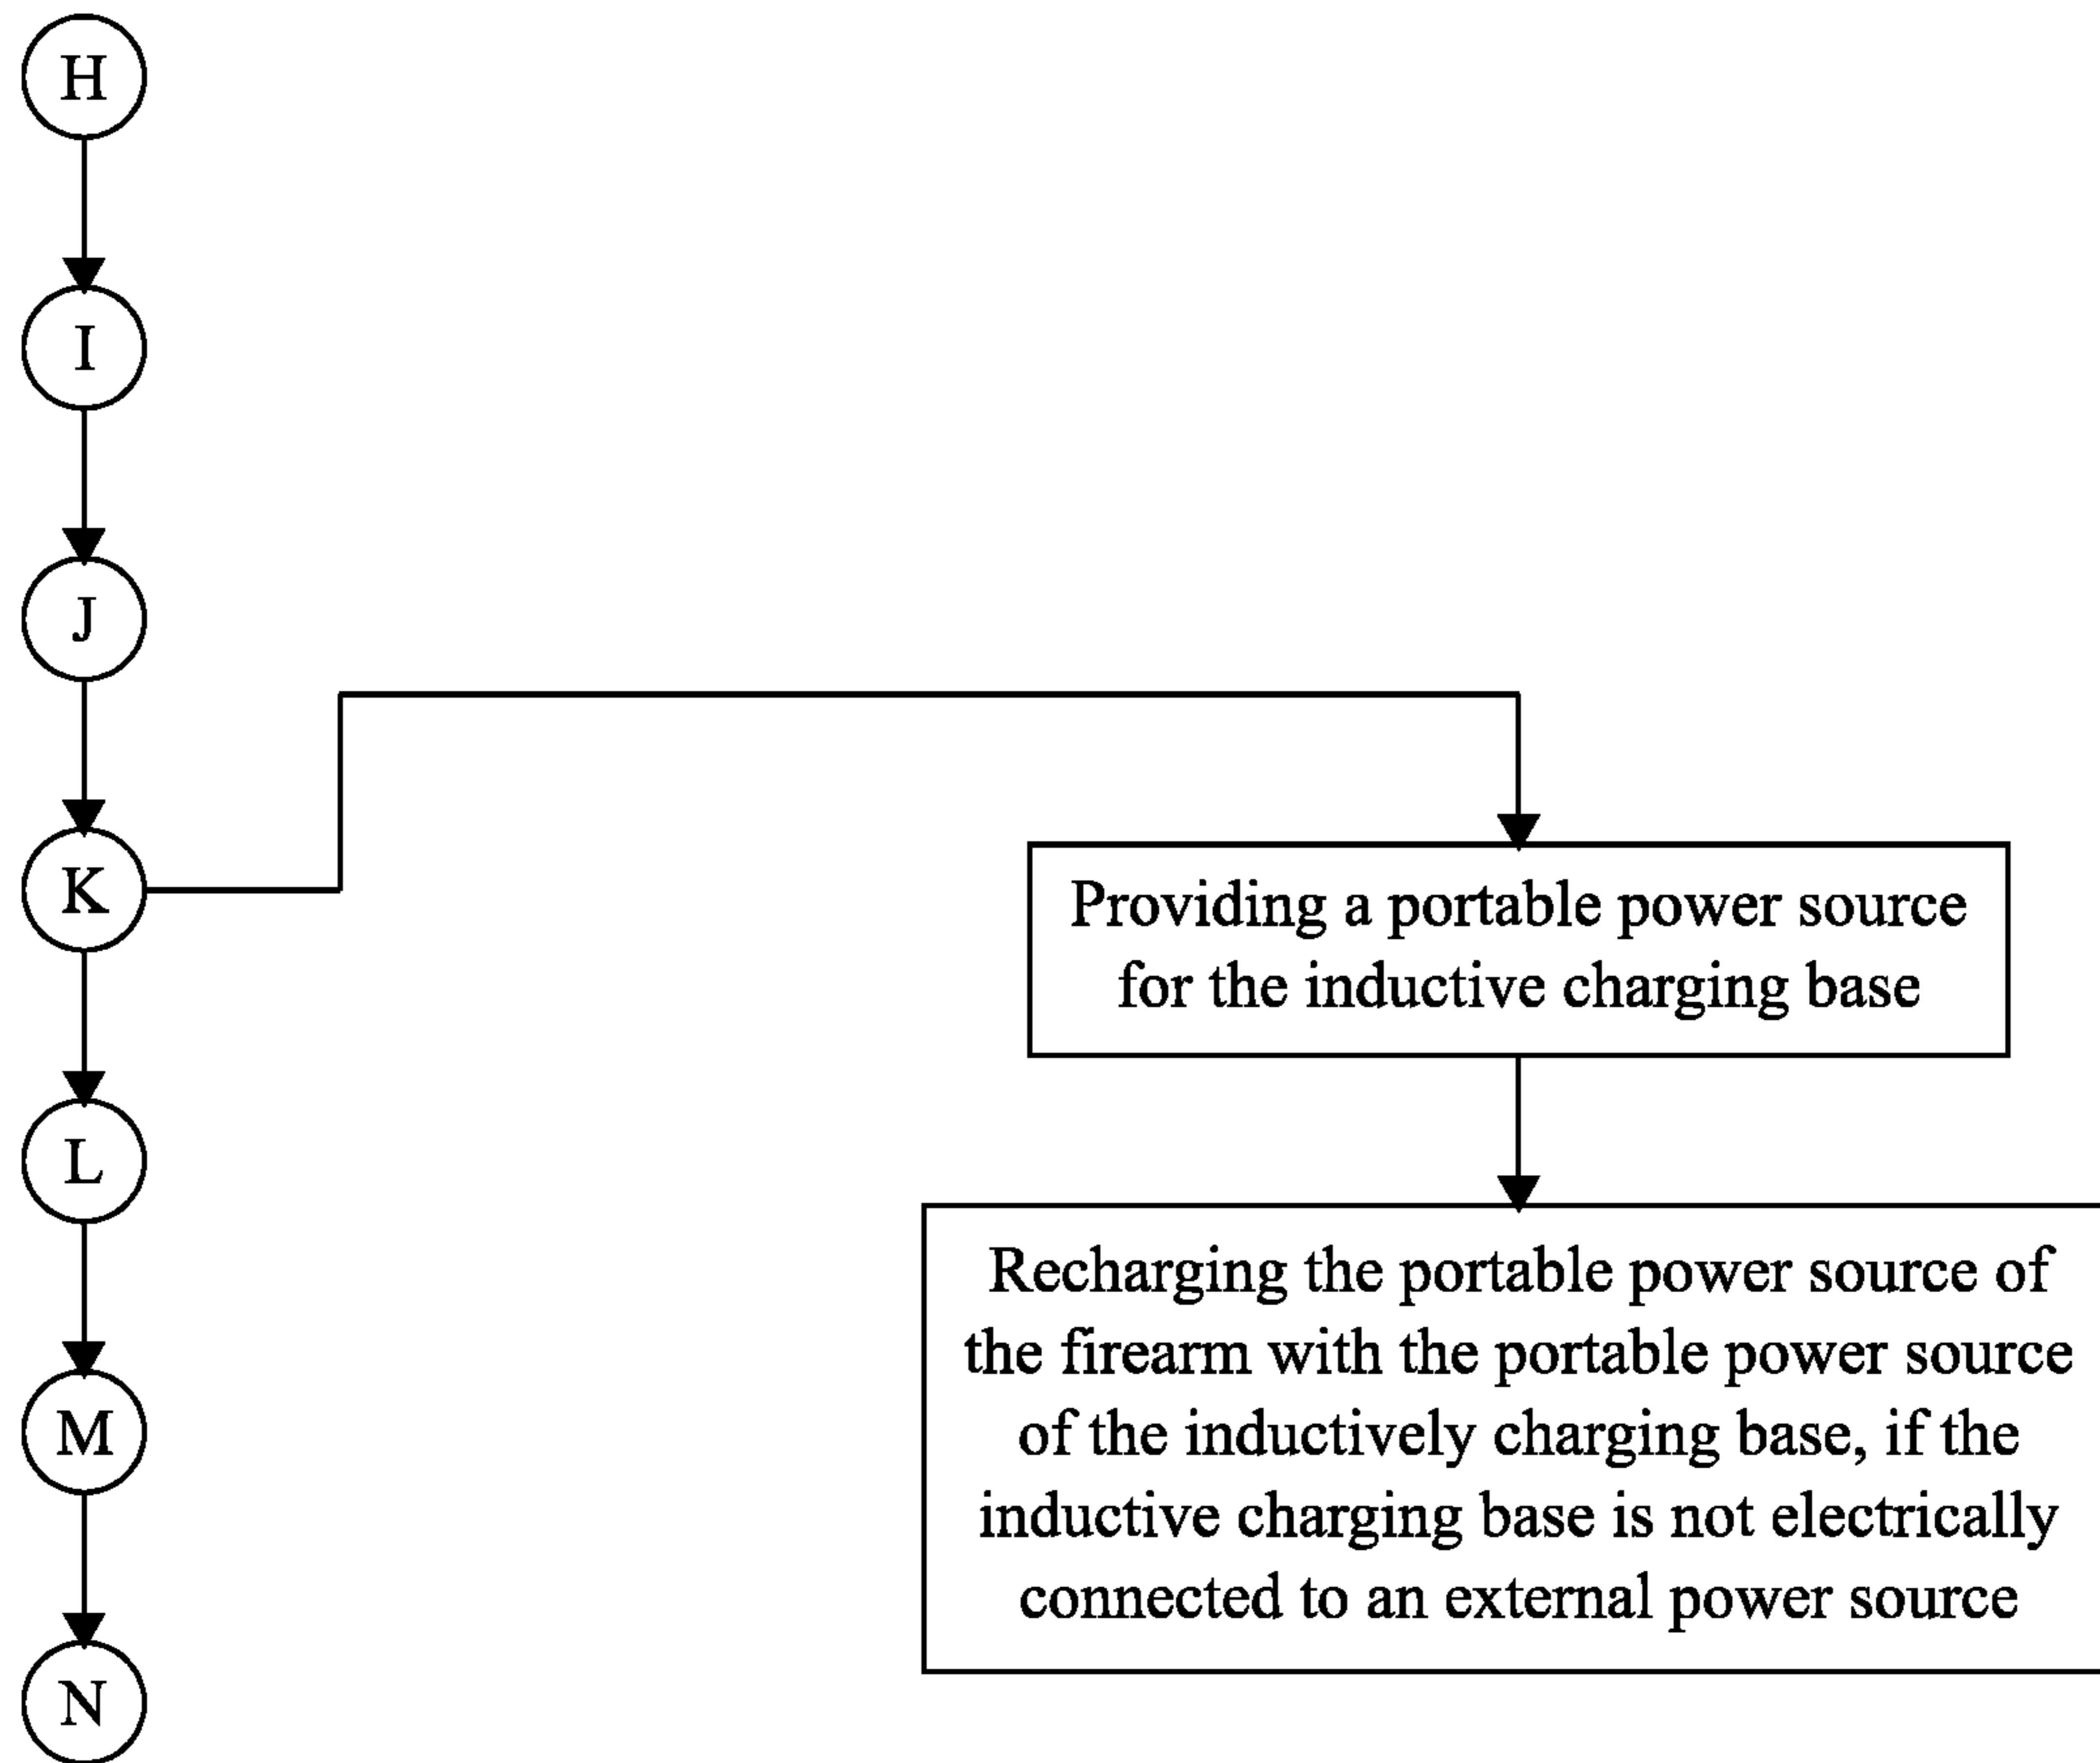 H
I
J
K
Providing a portable power source
for the inductive charging base
L
Recharging the portable power source of
the firearm with the portable power source
of the inductively charging base, if the
inductive charging base is not electrically
connected to an external power source
M
N